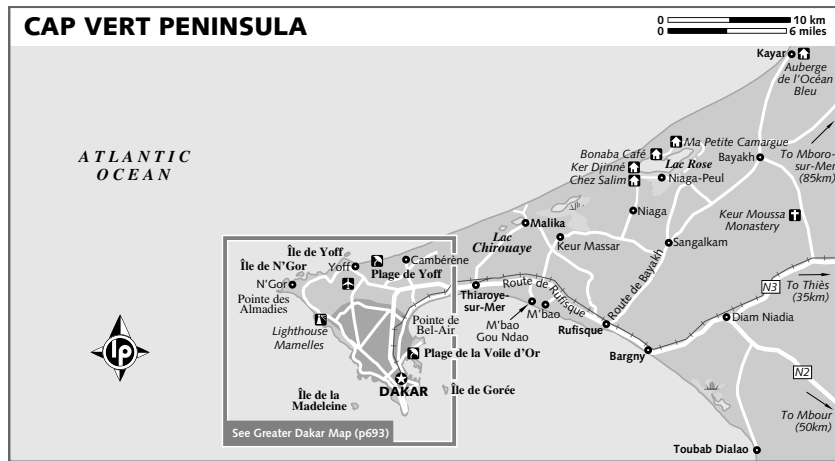 CAP VERT PENINSULA
0 10 km
0 6 miles
Kayar
Auberge
de l'Océan
Bleu
ATLANTIC
OCEAN
Ma Petite Camargue
Bonaba Café
Ker Djinné
Lac Rose
Chez Salim
Niaga-Peul
Bayakh
To Mboro-
sur-Mer
(85km)
Niaga
Keur Moussa
Monastery
Malika
Lac
Chirouaye
Keur Massar
Sangalkam
Île de Yoff
Île de N'Gor
Yoff
Cambérène
Plage de Yoff
N'Gor
Pointe des
Almadies
Thiaroye-
sur-Mer
Route de Rufisque
Route de Bayakh
N3
To Thiès
(35km)
M'bao
M'bao
Gou Ndao
Rufisque
Diam Niadia
Lighthouse
Mamelles
Pointe de
Bel-Air
Plage de la Voile d'Or
Bargny
lp
DAKAR
Île de Gorée
Île de la
Madeleine
N2
To Mbour
(50km)
See Greater Dakar Map (p693)
Toubab Dialao